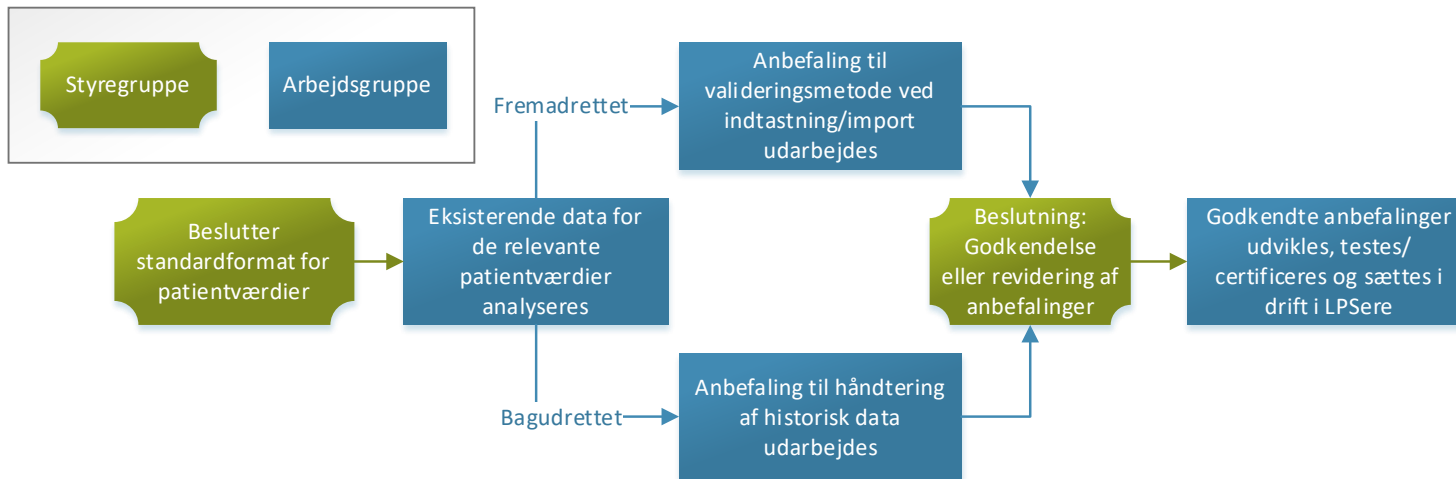 Styregruppe
Arbejdsgruppe
Fremadrettet
Anbefaling til
valideringsmetode ved
indtastning/import
udarbejdes
Beslutter
standardformat for
patientværdier
Eksisterende data for
de relevante
patientværdier
analyseres
Beslutning:
Godkendelse
eller revidering af
anbefalinger
Godkendte anbefalinger
udvikles, testes/
certificeres og sættes i
drift i LPSere
Bagudrettet
Anbefaling til håndtering
af historisk data
udarbejdes